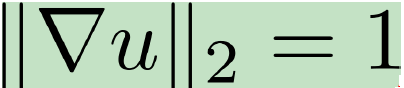 ‖∇u‖₂ = 1